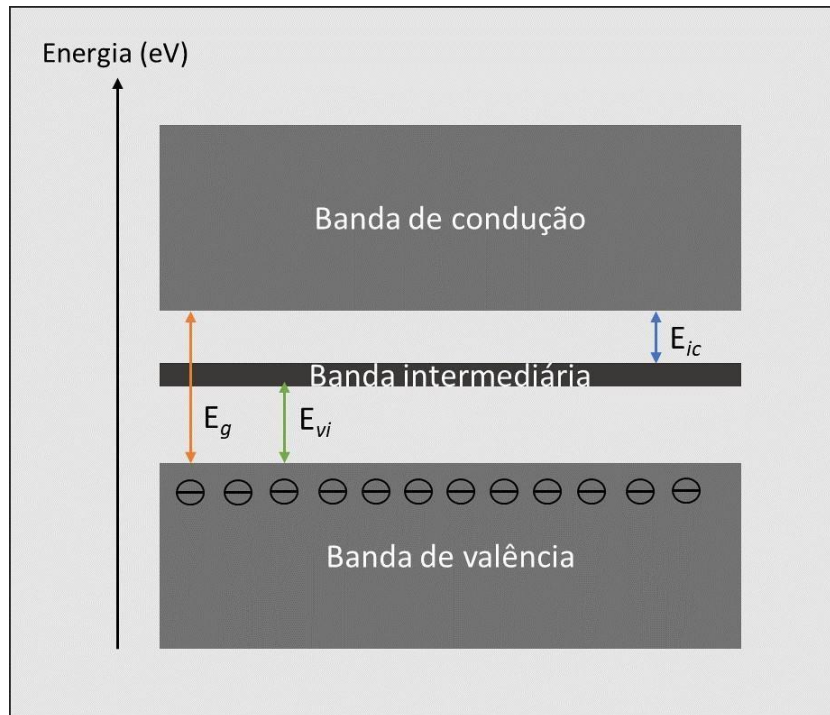 Energia (eV)
Banda de condução
E_ic
Banda intermediária
E_g
E_vi
Banda de valência